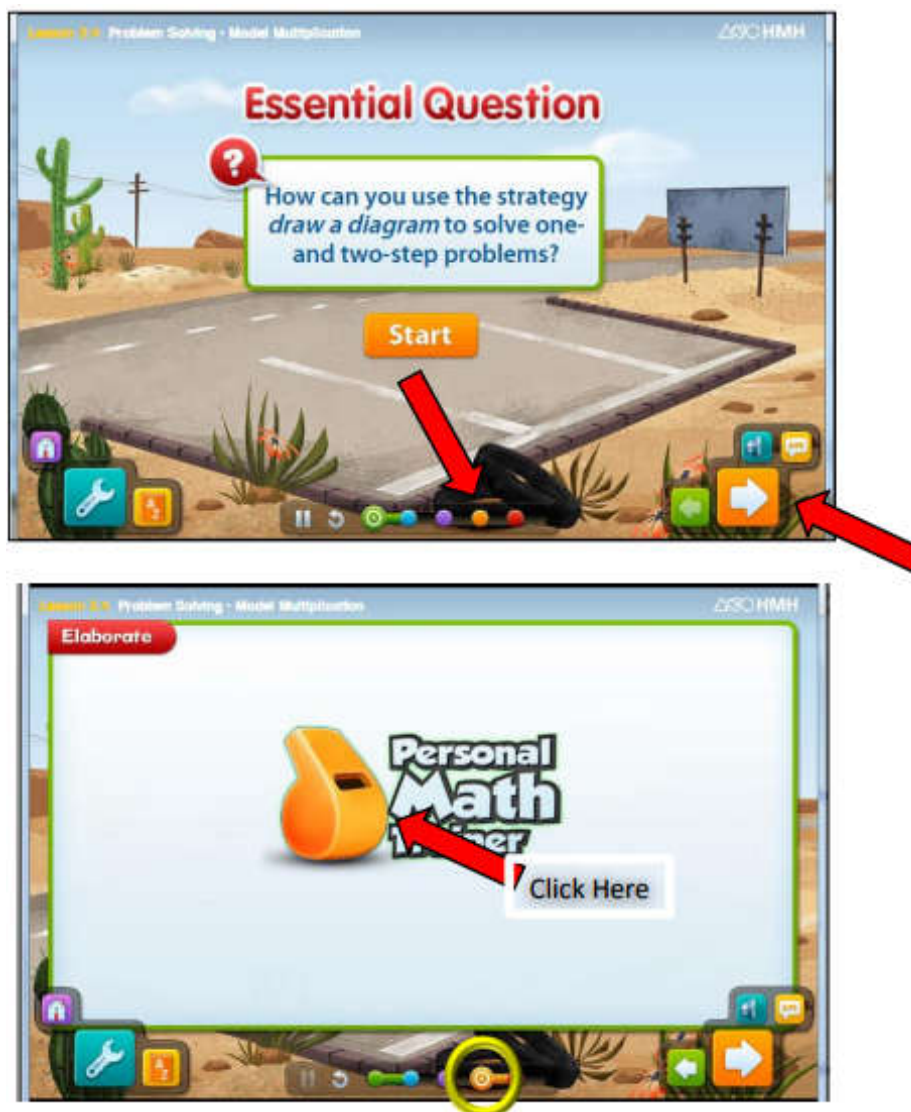 Problem Solving - Model Multiplication
HMH
Essential Question
?
How can you use the strategy
draw a diagram to solve one-
and two-step problems?
Start
Problem Solving - Model Multiplication
HMH
Elaborate
Personal
Math
Trainer
Click Here